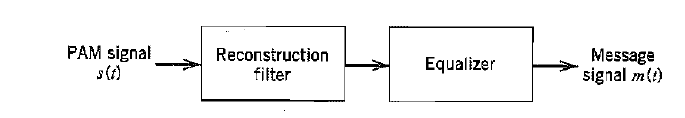 PAM signal
s(t)
Reconstruction
filter
Equalizer
Message
signal m(t)